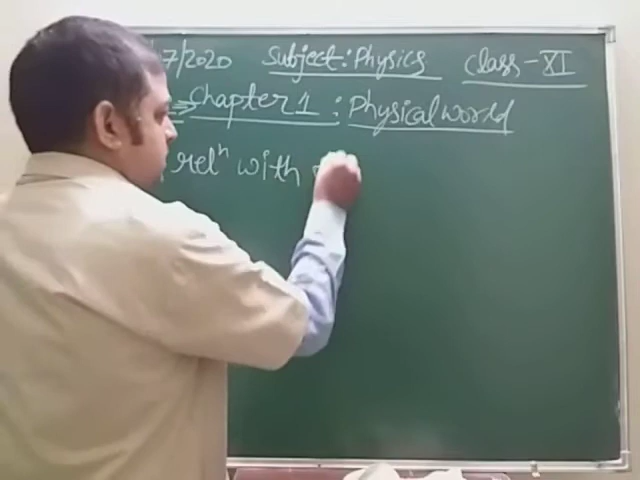 7/2020 Subject: Physics Class-XI
Chapter 1 : Physical world
reln with